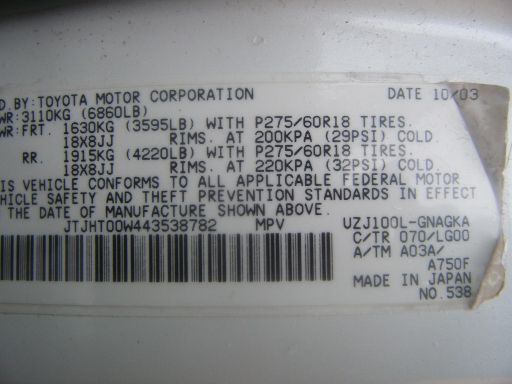 D. BY: TOYOTA MOTOR CORPORATION DATE 10/03
WR: 3110KG (6860LB)
WR: FRT. 1630KG (3595LB) WITH P275/60R18 TIRES.
18X8JJ RIMS. AT 200KPA (29PSI) COLD
RR. 1915KG (4220LB) WITH P275/60R18 TIRES.
18X8JJ RIMS. AT 220KPA (32PSI) COLD.
IS VEHICLE CONFORMS TO ALL APPLICABLE FEDERAL MOTOR
VEHICLE SAFETY AND THEFT PREVENTION STANDARDS IN EFFECT
THE DATE OF MANUFACTURE SHOWN ABOVE.
JTJHT00W443538782 MPV UZJ100L-GNAGKA
C/TR 070/LG00
A/TM A03A/
A750F
MADE IN JAPAN
NO. 538